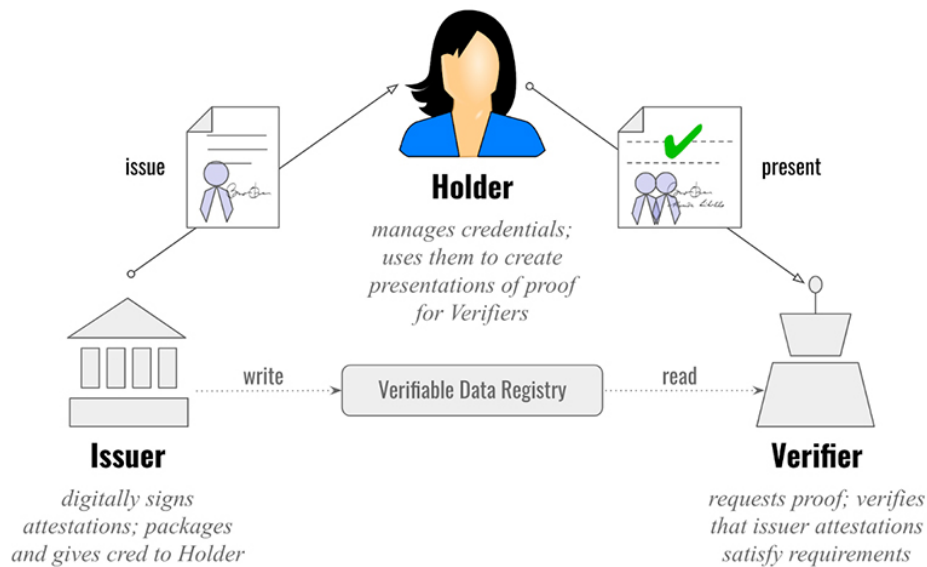 issue
present
Holder
manages credentials;
uses them to create
presentations of proof
for Verifiers
write
Verifiable Data Registry
read
Issuer
digitally signs
attestations; packages
and gives cred to Holder
Verifier
requests proof; verifies
that issuer attestations
satisfy requirements